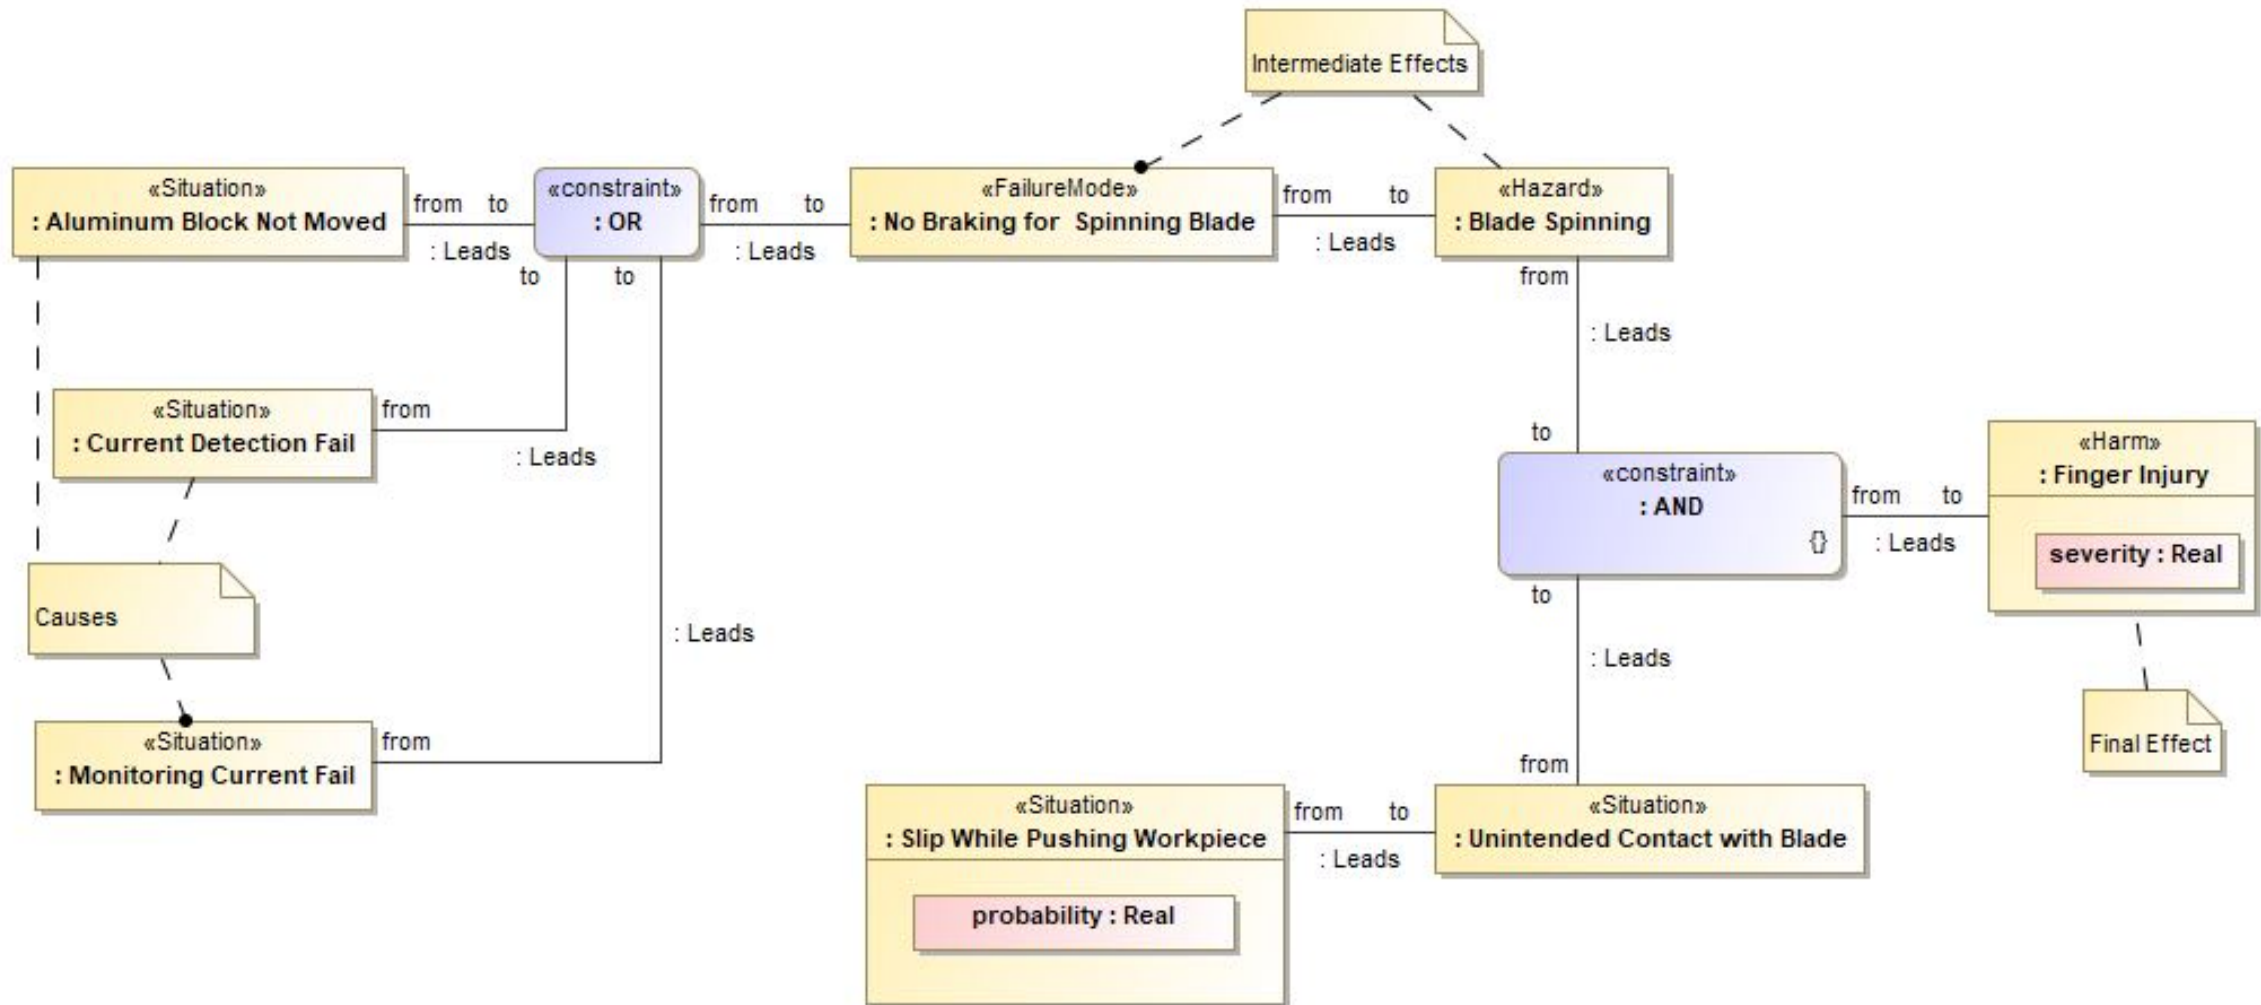 Intermediate Effects
«Situation»
: Aluminum Block Not Moved
from to
: Leads
«constraint»
: OR
from to
: Leads
«FailureMode»
: No Braking for  Spinning Blade
from to
: Leads
«Hazard»
: Blade Spinning
to
to
from
: Leads
«Situation»
: Current Detection Fail
from
: Leads
to
«constraint»
: AND
{}
from to
: Leads
«Harm»
: Finger Injury
severity : Real
Causes
to
: Leads
: Leads
Final Effect
«Situation»
: Monitoring Current Fail
from
from
«Situation»
: Slip While Pushing Workpiece
probability : Real
from to
: Leads
«Situation»
: Unintended Contact with Blade